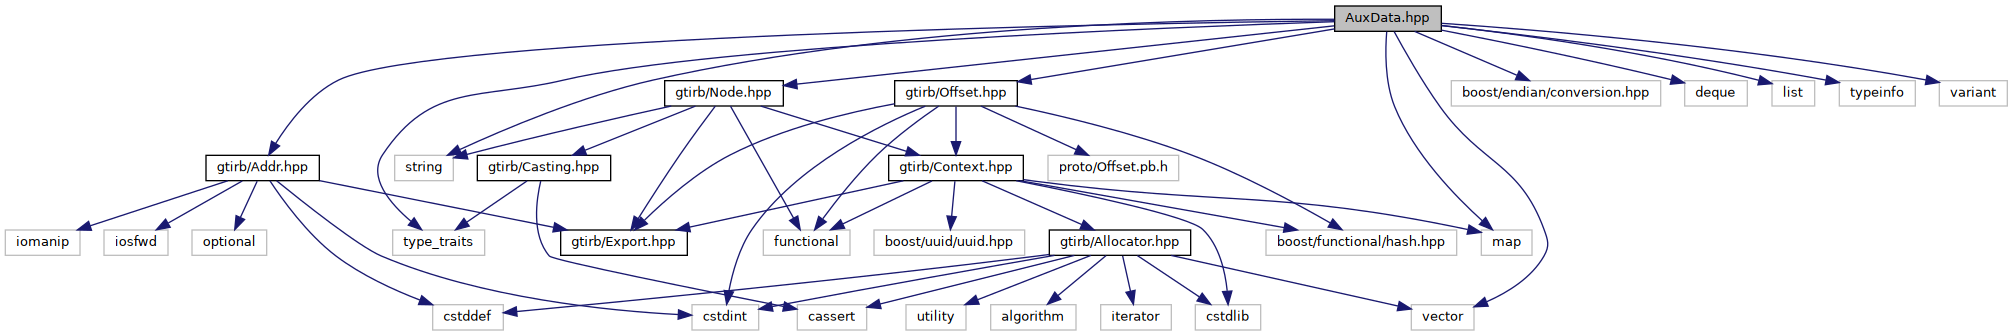 AuxData.hpp
gtirb/Node.hpp
gtirb/Offset.hpp
boost/endian/conversion.hpp
deque
list
typeinfo
variant
gtirb/Addr.hpp
string
gtirb/Casting.hpp
gtirb/Context.hpp
proto/Offset.pb.h
iomanip
iosfwd
optional
type_traits
gtirb/Export.hpp
functional
boost/uuid/uuid.hpp
gtirb/Allocator.hpp
boost/functional/hash.hpp
map
cstddef
cstdint
cassert
utility
algorithm
iterator
cstdlib
vector